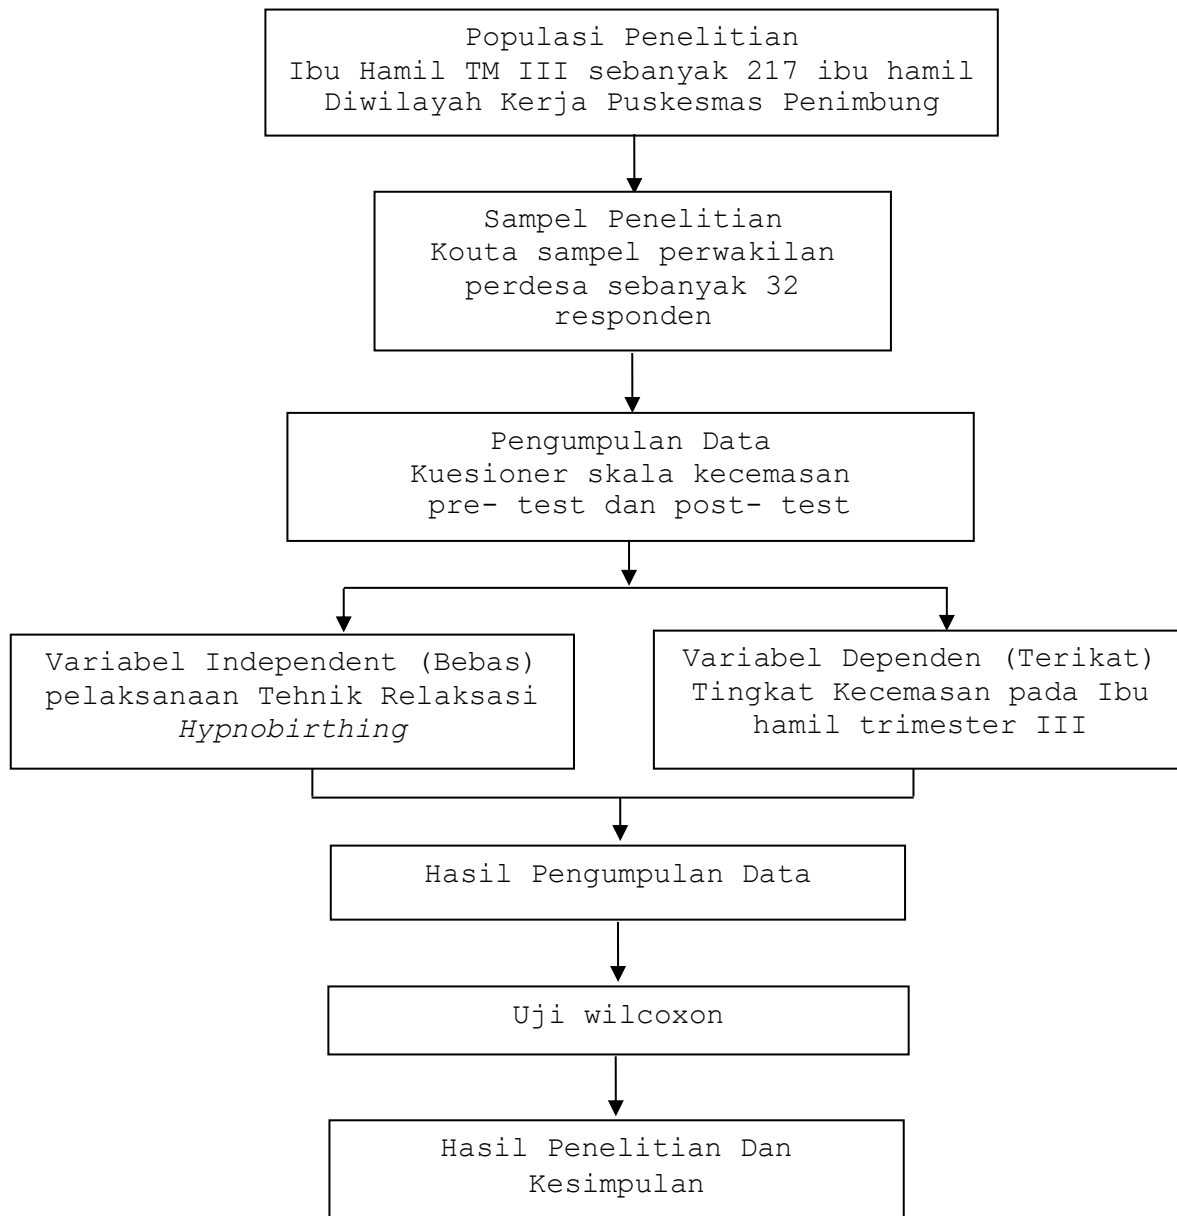 Populasi Penelitian
Ibu Hamil TM III sebanyak 217 ibu hamil
Diwilayah Kerja Puskesmas Penimbung
Sampel Penelitian
Kouta sampel perwakilan
perdesa sebanyak 32
responden
Pengumpulan Data
Kuesioner skala kecemasan
pre- test dan post- test
Variabel Independent (Bebas)
pelaksanaan Tehnik Relaksasi
Hypnobirthing
Variabel Dependen (Terikat)
Tingkat Kecemasan pada Ibu
hamil trimester III
Hasil Pengumpulan Data
Uji wilcoxon
Hasil Penelitian Dan
Kesimpulan